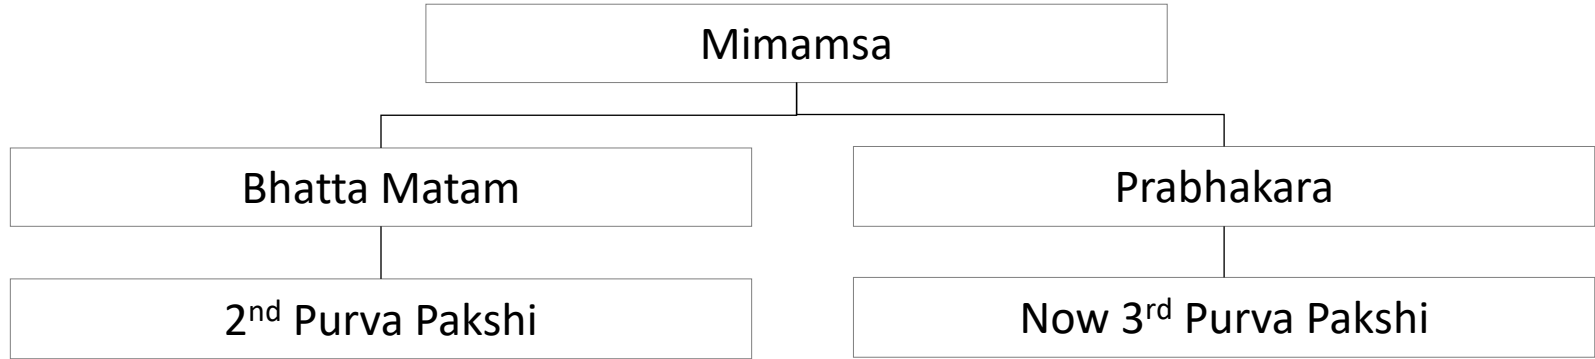 Mimamsa
Bhatta Matam
Prabhakara
2nd Purva Pakshi
Now 3rd Purva Pakshi